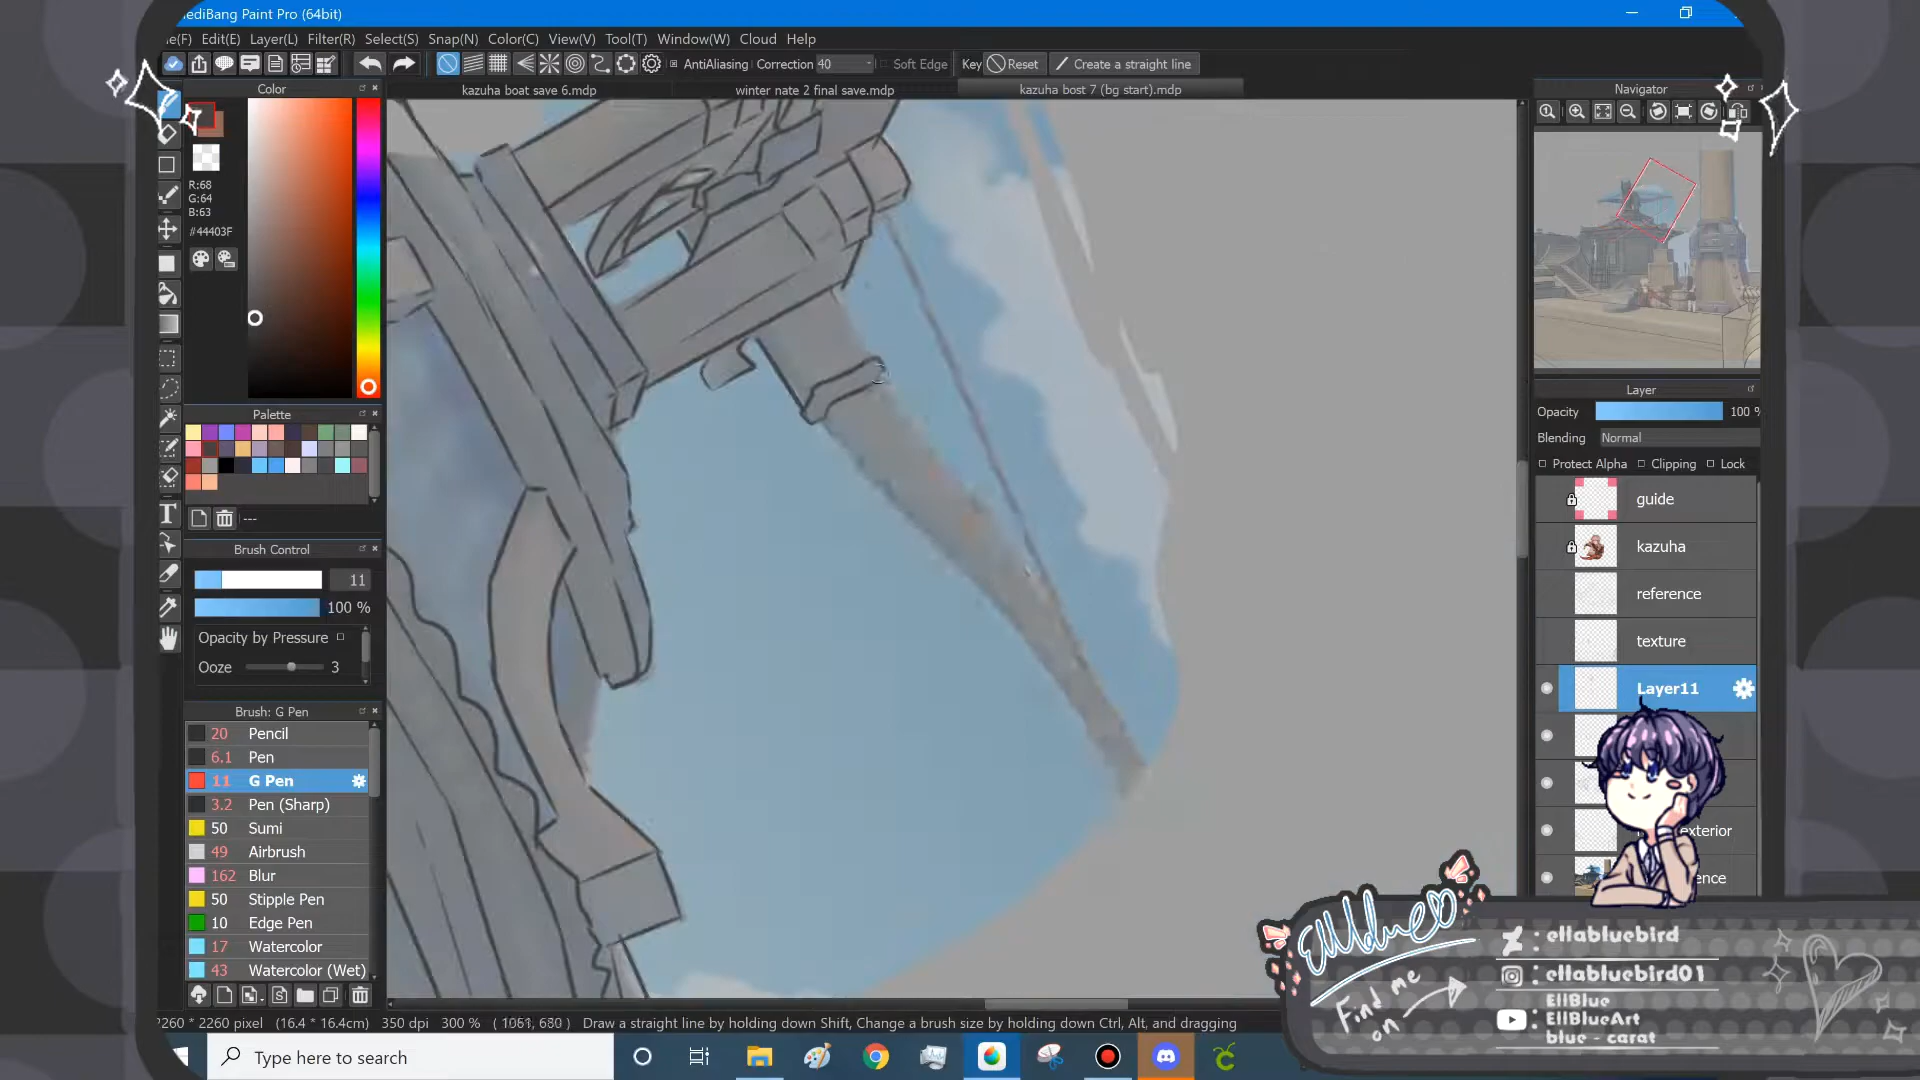 ediBang Paint Pro (64bit)
e(F) Edit(E) Layer(L) Filter(R) Select(S) Snap(N) Color(C) View(V) Tool(T) Window(W) Cloud Help
AntiAliasing Correction 40 Soft Edge Key Reset Create a straight line
Color
kazuha boat save 6.mdp
winter nate 2 final save.mdp
kazuha bost 7 (bg start).mdp
Navigator
R:68
G:64
B:63
#44403F
Palette
---
Brush Control
11
100 %
Opacity by Pressure
Ooze 3
Brush: G Pen
20 Pencil
6.1 Pen
11 G Pen
3.2 Pen (Sharp)
50 Sumi
49 Airbrush
162 Blur
50 Stipple Pen
10 Edge Pen
17 Watercolor
43 Watercolor (Wet)
Layer
Opacity 100 %
Blending Normal
Protect Alpha Clipping Lock
guide
kazuha
reference
texture
Layer11
exterior
ence
2260 * 2260 pixel (16.4 * 16.4cm) 350 dpi 300 % Draw a straight line by holding down Shift, Change a brush size by holding down Ctrl, Alt, and dragging
Type here to search
Find me
on
: ellabluebird
: ellabluebird01
: EllBlue
EllBlueArt
blue - carat